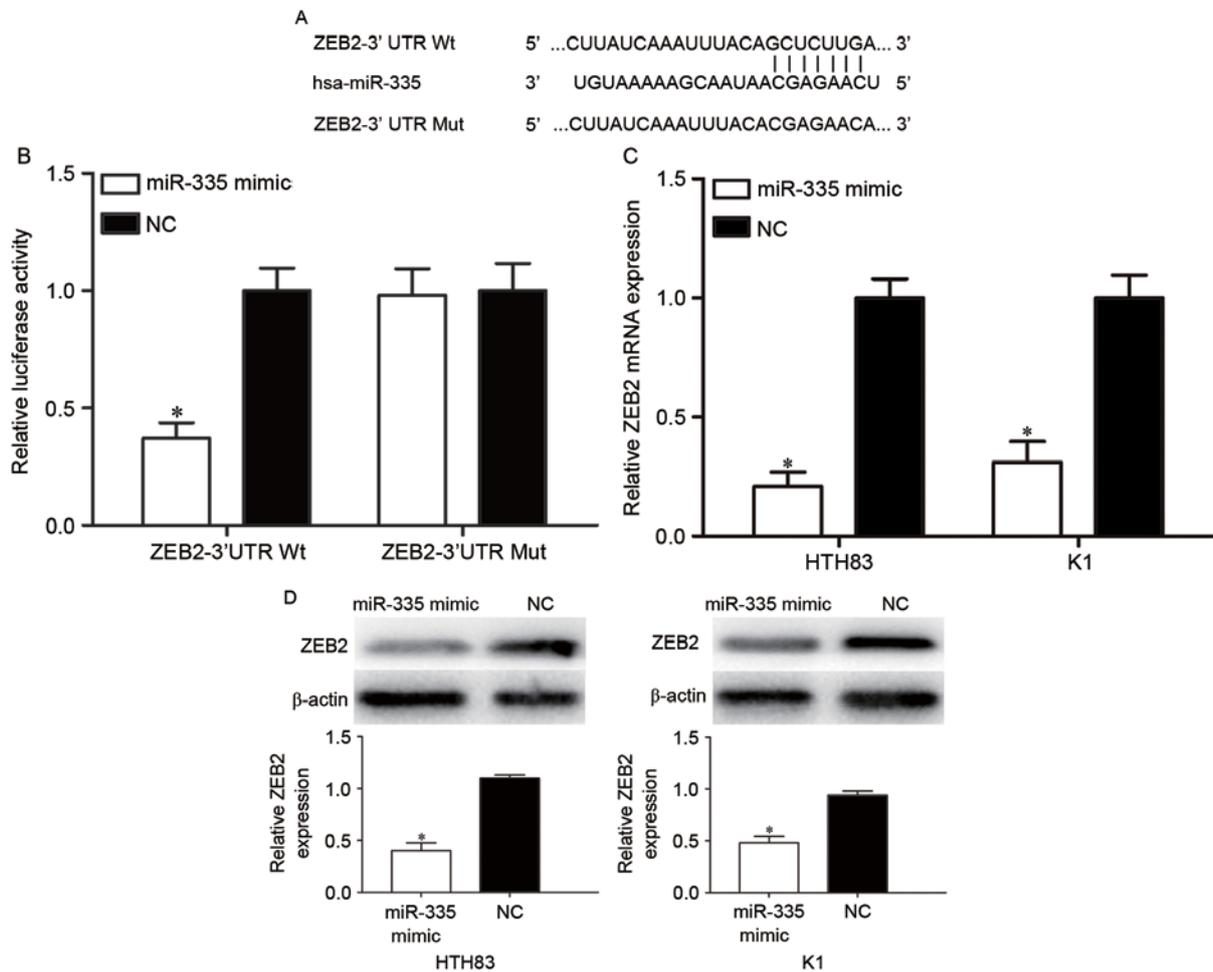 A
ZEB2-3’ UTR Wt 5’ ...CUUAUCAAAUUUACAGCUCUUGA... 3’
hsa-miR-335 3’ UGUAAAAAGCAAUAACGAGAACU 5’
ZEB2-3’ UTR Mut 5’ ...CUUAUCAAAUUUACACGAGAACA... 3’
B
Relative luciferase activity
1.5
1.0
0.5
0.0
miR-335 mimic
NC
*
ZEB2-3’UTR Wt
ZEB2-3’UTR Mut
C
Relative ZEB2 mRNA expression
1.5
1.0
0.5
0.0
miR-335 mimic
NC
*
*
HTH83
K1
D
miR-335 mimic NC
ZEB2
β-actin
Relative ZEB2
expression
1.5
1.0
0.5
0.0
*
miR-335
mimic
NC
HTH83
miR-335 mimic NC
ZEB2
β-actin
Relative ZEB2
expression
1.5
1.0
0.5
0.0
*
miR-335
mimic
NC
K1